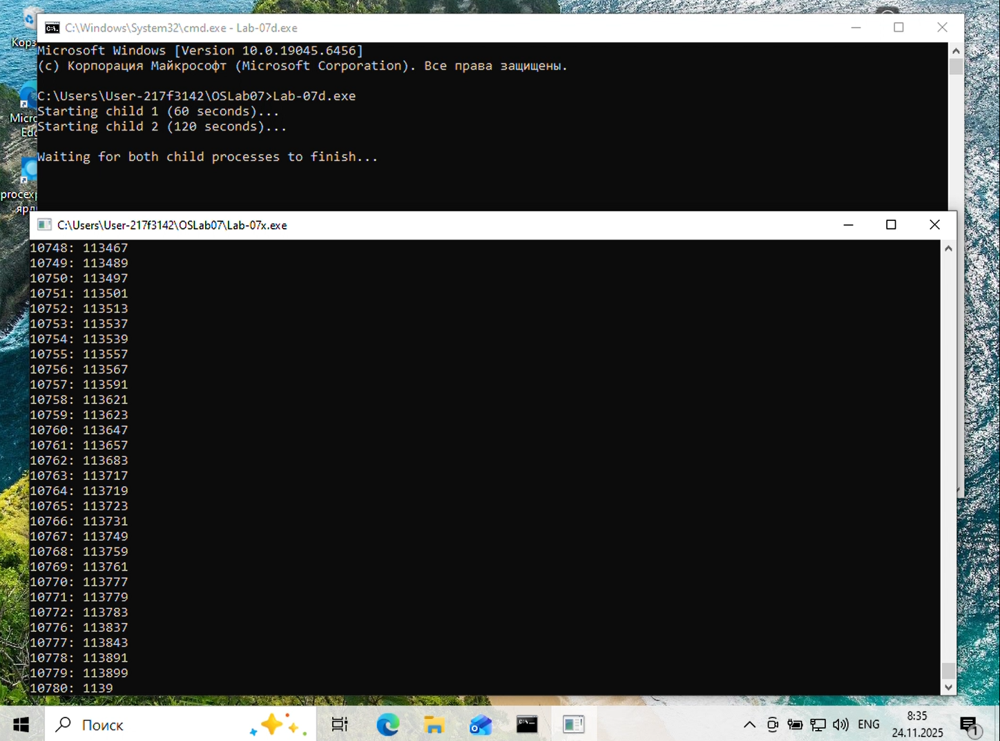 Корз
Micro
Ed
procexp
ярл
C:\Windows\System32\cmd.exe - Lab-07d.exe
Microsoft Windows [Version 10.0.19045.6456]
(c) Корпорация Майкрософт (Microsoft Corporation). Все права защищены.
C:\Users\User-217f3142\OSLab07>Lab-07d.exe
Starting child 1 (60 seconds)...
Starting child 2 (120 seconds)...
Waiting for both child processes to finish...
C:\Users\User-217f3142\OSLab07\Lab-07x.exe
10748: 113467
10749: 113489
10750: 113497
10751: 113501
10752: 113513
10753: 113537
10754: 113539
10755: 113557
10756: 113567
10757: 113591
10758: 113621
10759: 113623
10760: 113647
10761: 113657
10762: 113683
10763: 113717
10764: 113719
10765: 113723
10766: 113731
10767: 113749
10768: 113759
10769: 113761
10770: 113777
10771: 113779
10772: 113783
10776: 113837
10777: 113843
10778: 113891
10779: 113899
10780: 1139
Поиск
ENG
8:35
24.11.2025
1